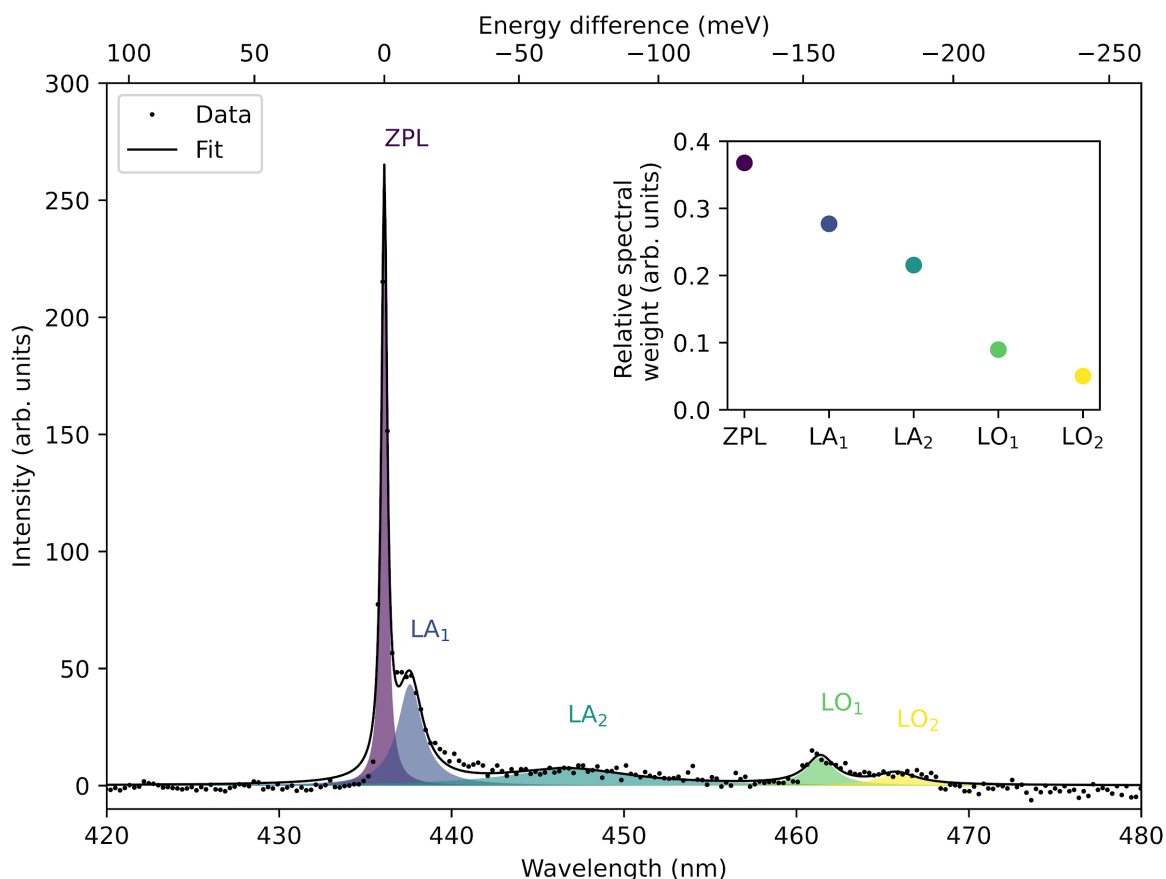 Energy difference (meV)
100 50 0 −50 −100 −150 −200 −250
300
250
200
150
100
50
0
Intensity (arb. units)
Data
Fit
ZPL
LA₁
LA₂
LO₁
LO₂
0.4
0.3
0.2
0.1
0.0
Relative spectral
weight (arb. units)
ZPL LA₁ LA₂ LO₁ LO₂
420 430 440 450 460 470 480
Wavelength (nm)